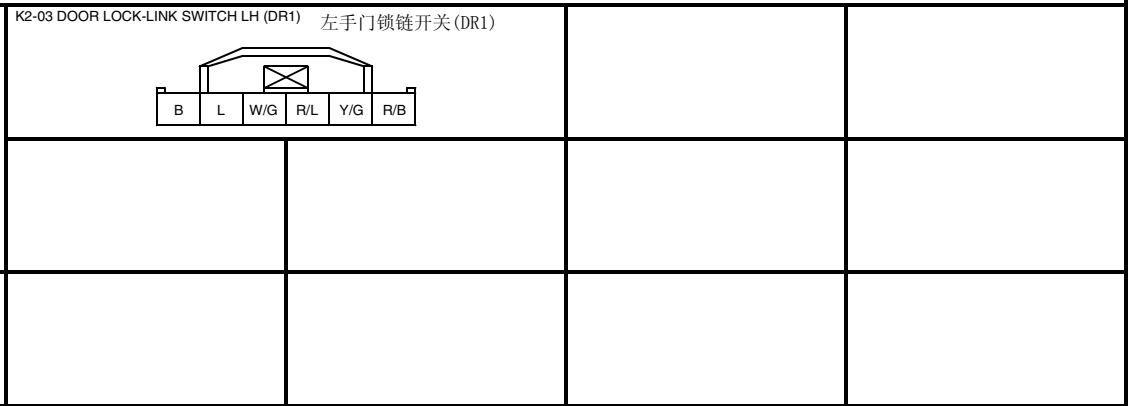 K2-03 DOOR LOCK-LINK SWITCH LH (DR1) 左手门锁链开关(DR1)
B L W/G R/L Y/G R/B